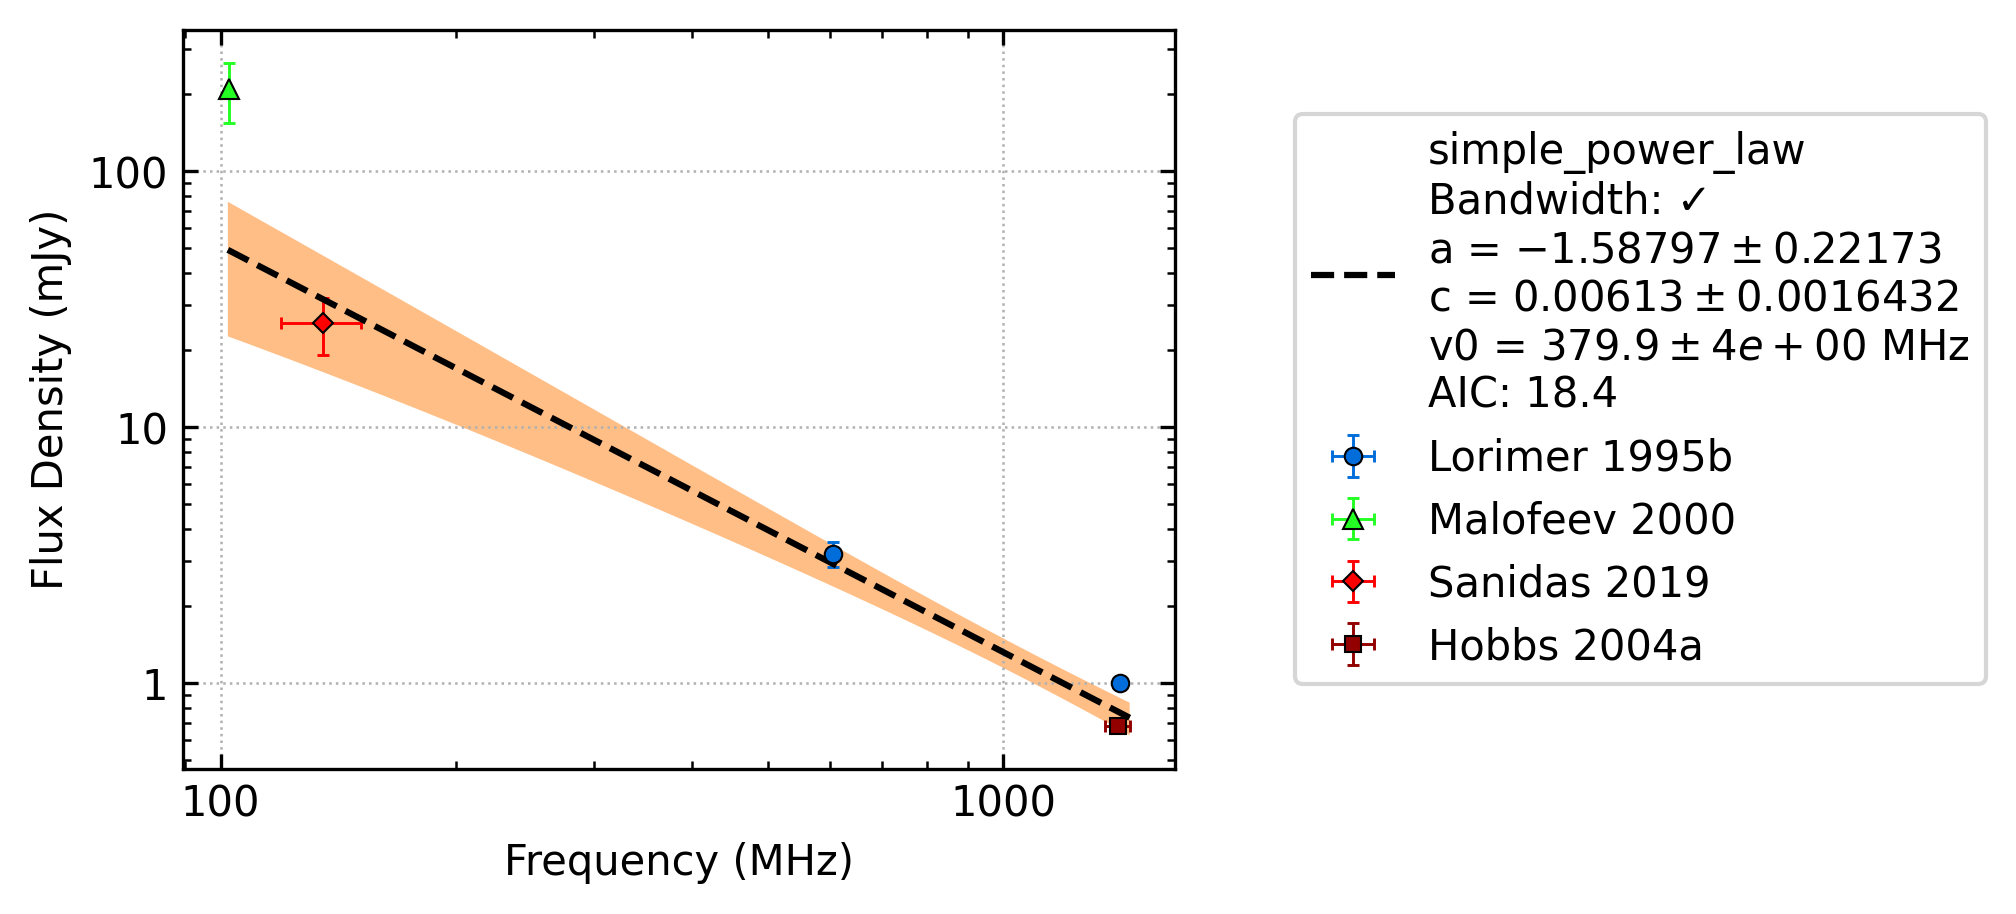 100
10
1
Flux Density (mJy)
100 1000
Frequency (MHz)
simple_power_law
Bandwidth: ✓
a = −1.58797 ± 0.22173
c = 0.00613 ± 0.0016432
v0 = 379.9 ± 4e + 00 MHz
AIC: 18.4
Lorimer 1995b
Malofeev 2000
Sanidas 2019
Hobbs 2004a